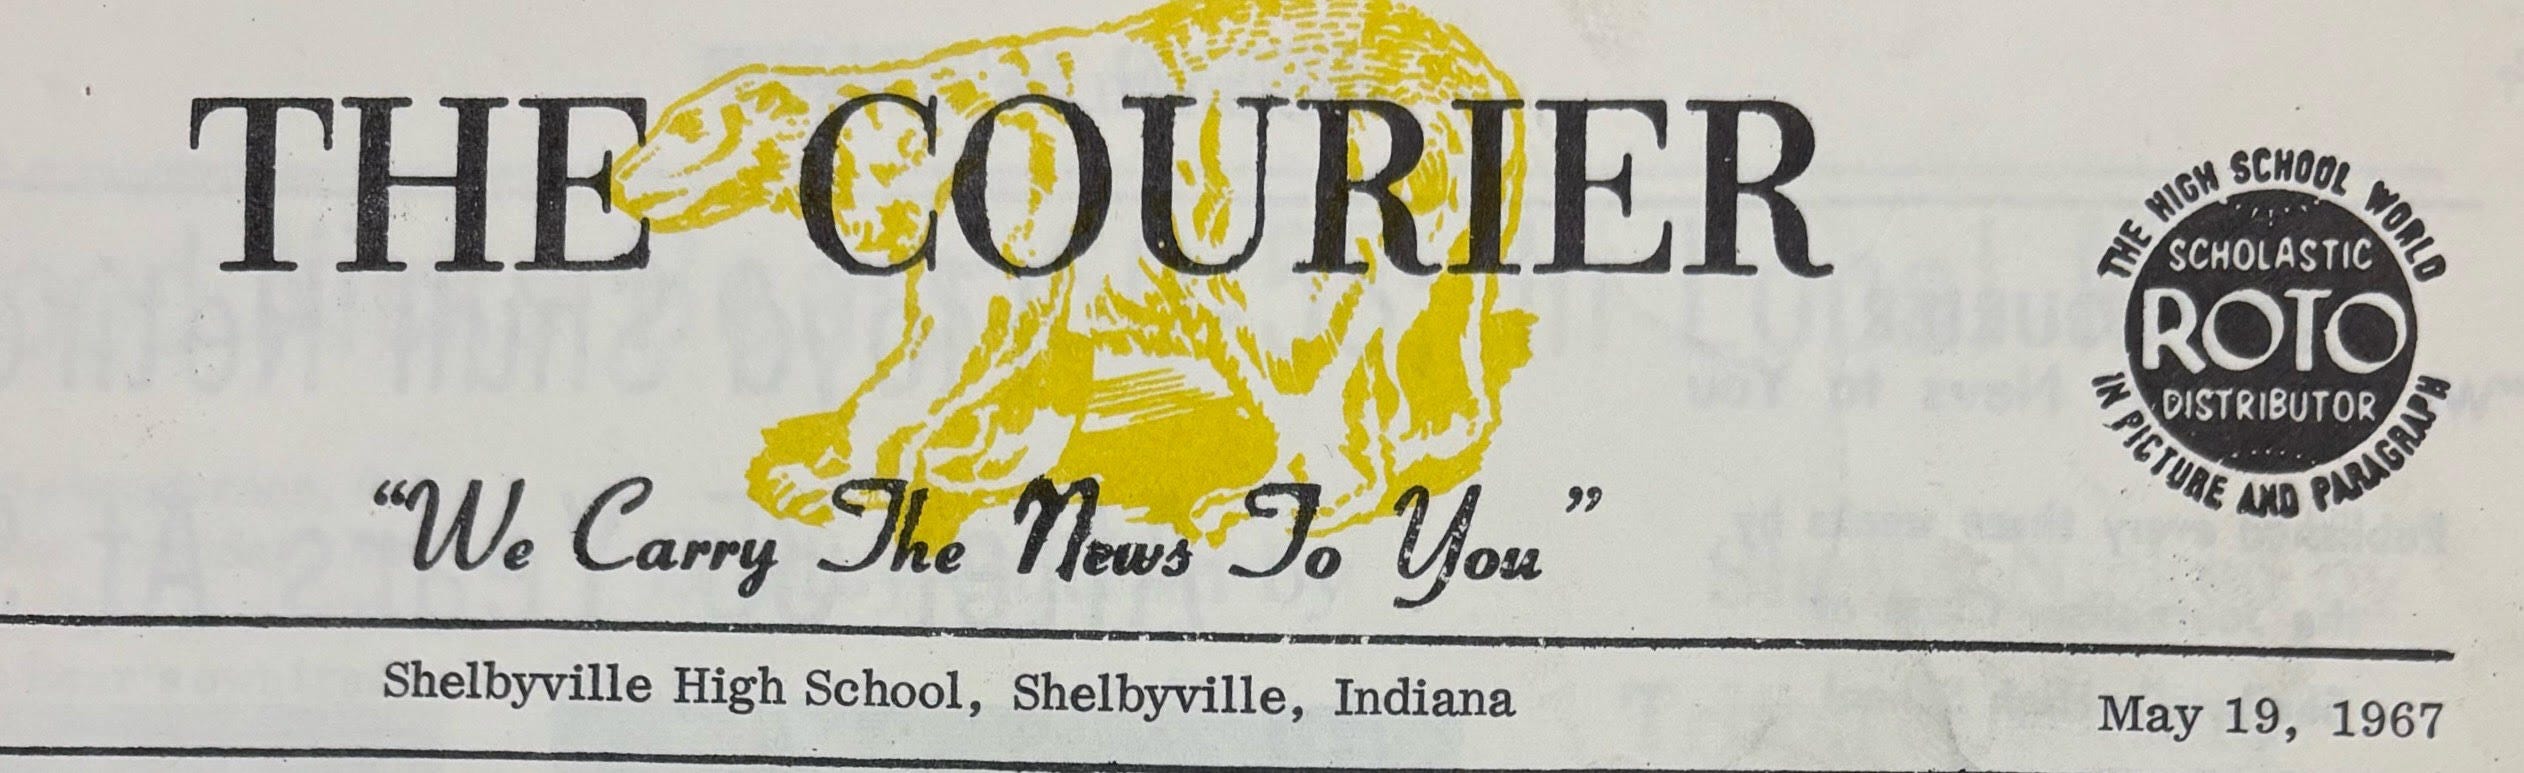 THE COURIER
THE HIGH SCHOOL WORLD
SCHOLASTIC
ROTO
DISTRIBUTOR
IN PICTURE AND PARAGRAPH
“We Carry The News To You”
Shelbyville High School, Shelbyville, Indiana
May 19, 1967